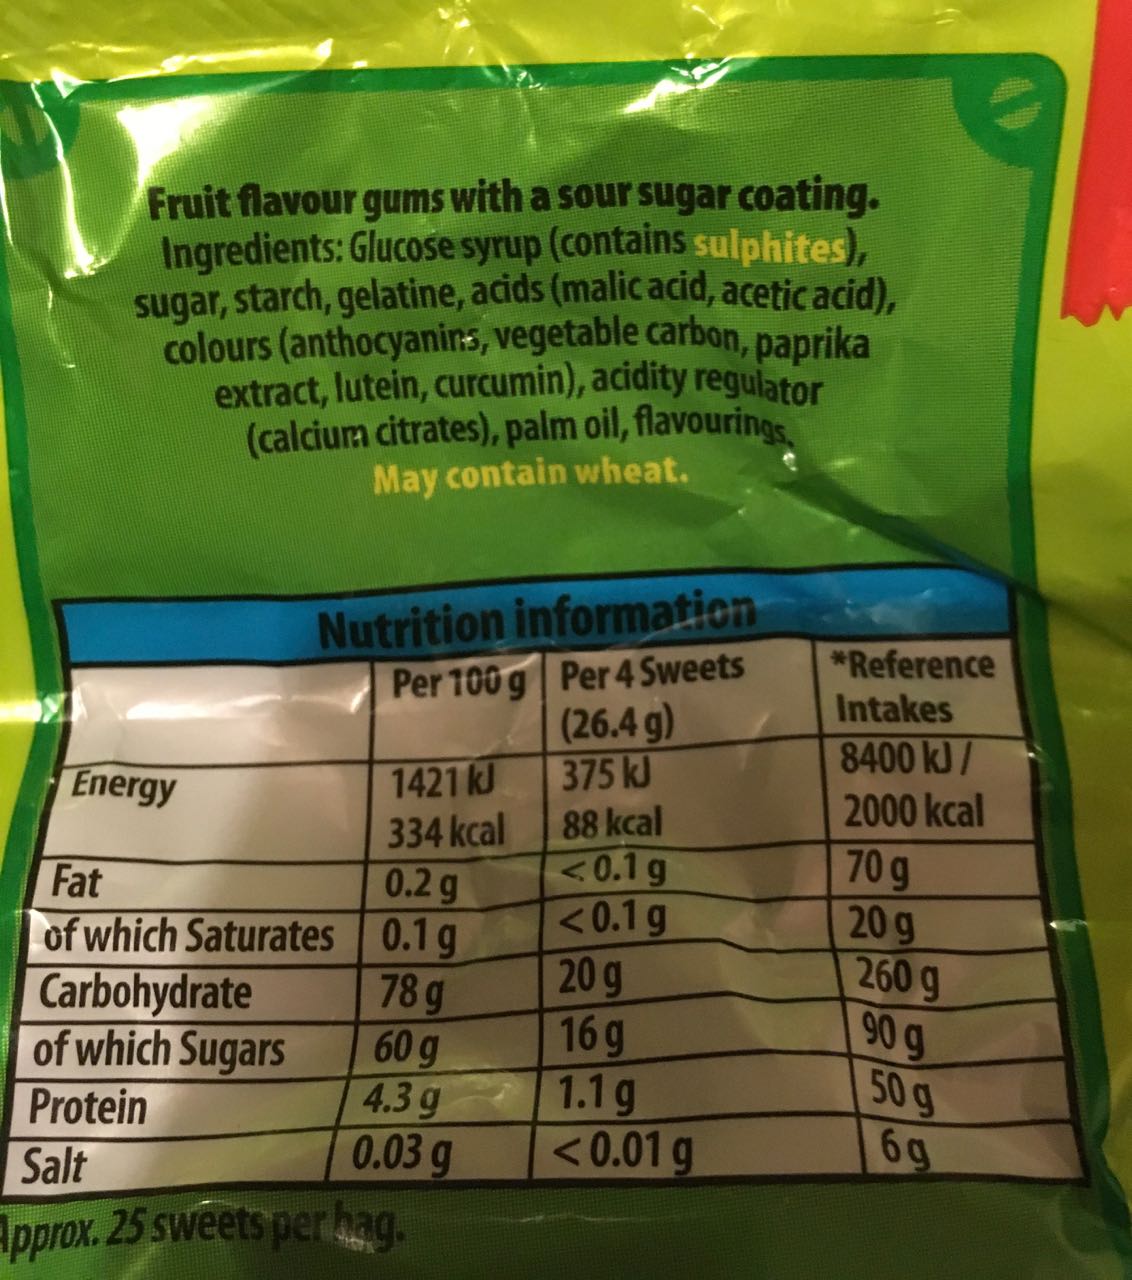 Fruit flavour gums with a sour sugar coating.
Ingredients: Glucose syrup (contains sulphites),
sugar, starch, gelatine, acids (malic acid, acetic acid),
colours (anthocyanins, vegetable carbon, paprika
extract, lutein, curcumin), acidity regulator
(calcium citrates), palm oil, flavourings.
May contain wheat.
Nutrition information
Per 100 g Per 4 Sweets (26.4 g) *Reference Intakes
Energy 1421 kJ 375 kJ 8400 kJ /
334 kcal 88 kcal 2000 kcal
Fat 0.2 g <0.1 g 70 g
of which Saturates 0.1 g <0.1 g 20 g
Carbohydrate 78 g 20 g 260 g
of which Sugars 60 g 16 g 90 g
Protein 4.3 g 1.1 g 50 g
Salt 0.03 g <0.01 g 6 g
Approx. 25 sweets per bag.